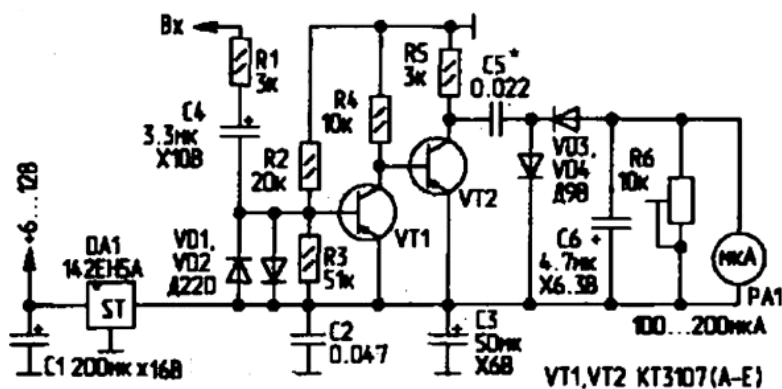 Вх
R1
3к
C4
3.3мк
Х10В
R2
20к
R4
10к
R5
3к
C5*
0.022
VD3,
VD4
Д9В
R6
10к
VT1
VT2
+6...12В
DA1
142ЕН5А
ST
VD1,
VD2
Д220
R3
51к
C6
4.7мк
Х6.3В
мкА
PA1
100...200мкА
C1 200мк х16В
C2
0.047
C3
50мк
Х6В
VT1,VT2 КТ3107(А-Е)